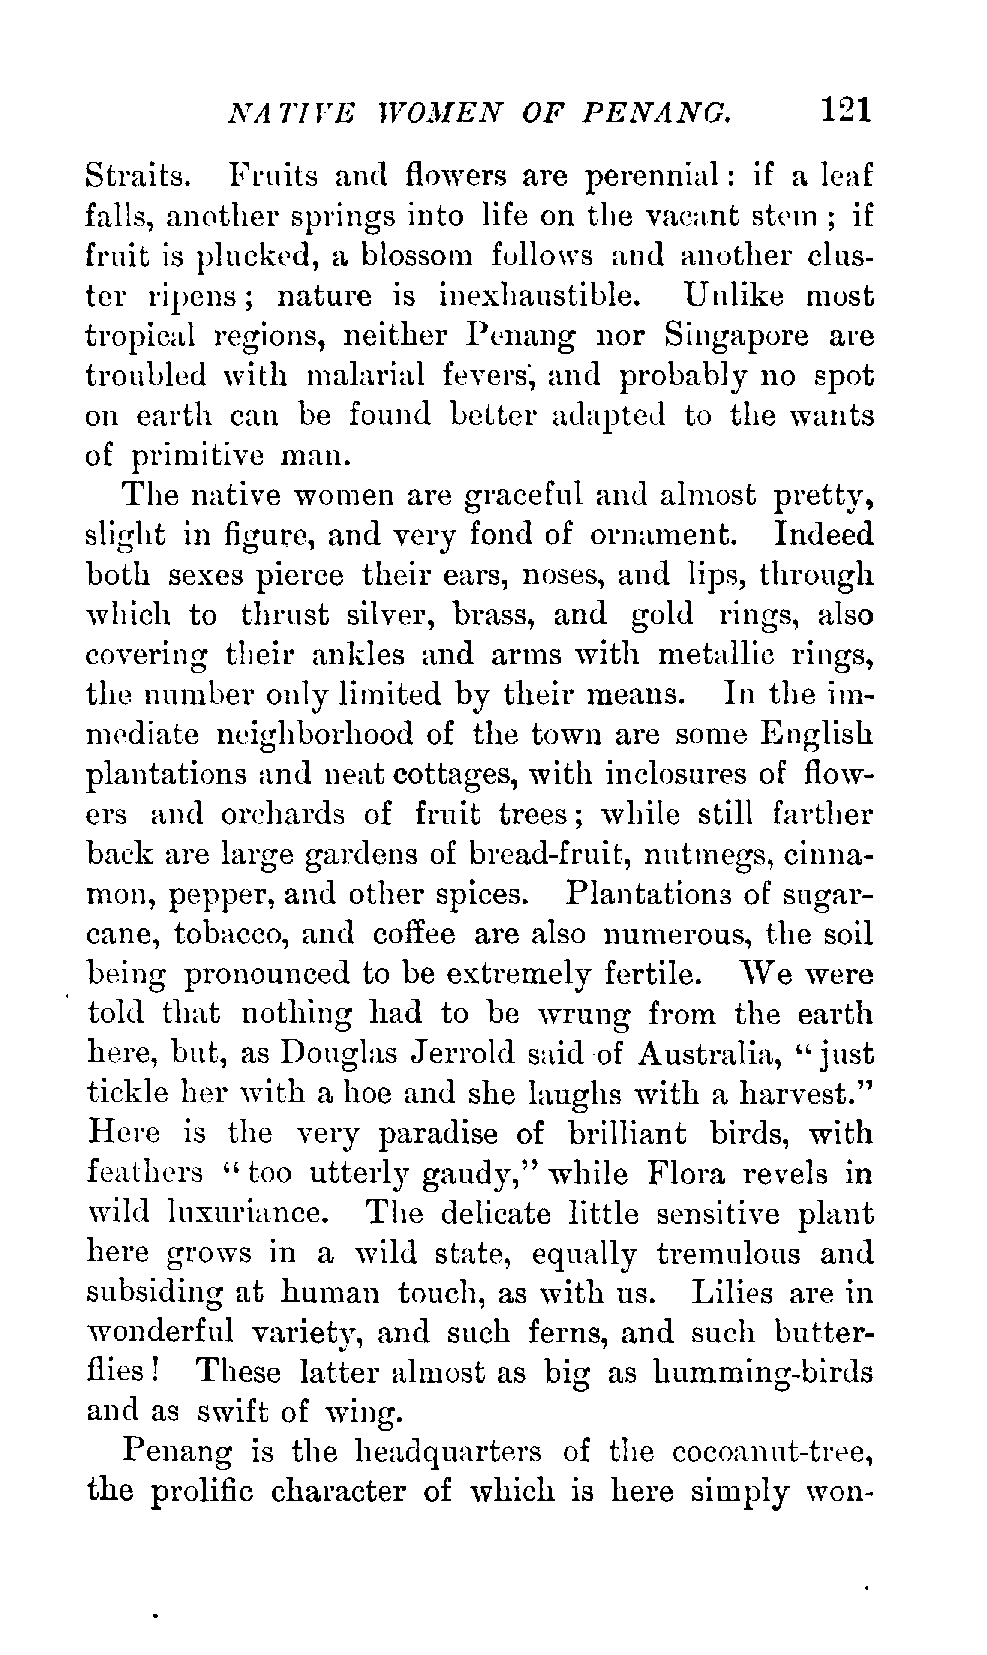 NATIVE WOMEN OF PENANG. 121
Straits. Fruits and flowers are perennial: if a leaf
falls, another springs into life on the vacant stem; if
fruit is plucked, a blossom follows and another clus-
ter ripens; nature is inexhaustible. Unlike most
tropical regions, neither Penang nor Singapore are
troubled with malarial fevers, and probably no spot
on earth can be found better adapted to the wants
of primitive man.
The native women are graceful and almost pretty,
slight in figure, and very fond of ornament. Indeed
both sexes pierce their ears, noses, and lips, through
which to thrust silver, brass, and gold rings, also
covering their ankles and arms with metallic rings,
the number only limited by their means. In the im-
mediate neighborhood of the town are some English
plantations and neat cottages, with inclosures of flow-
ers and orchards of fruit trees; while still farther
back are large gardens of bread-fruit, nutmegs, cinna-
mon, pepper, and other spices. Plantations of sugar-
cane, tobacco, and coffee are also numerous, the soil
being pronounced to be extremely fertile. We were
told that nothing had to be wrung from the earth
here, but, as Douglas Jerrold said of Australia, "just
tickle her with a hoe and she laughs with a harvest."
Here is the very paradise of brilliant birds, with
feathers "too utterly gaudy," while Flora revels in
wild luxuriance. The delicate little sensitive plant
here grows in a wild state, equally tremulous and
subsiding at human touch, as with us. Lilies are in
wonderful variety, and such ferns, and such butter-
flies! These latter almost as big as humming-birds
and as swift of wing.
Penang is the headquarters of the cocoanut-tree,
the prolific character of which is here simply won-